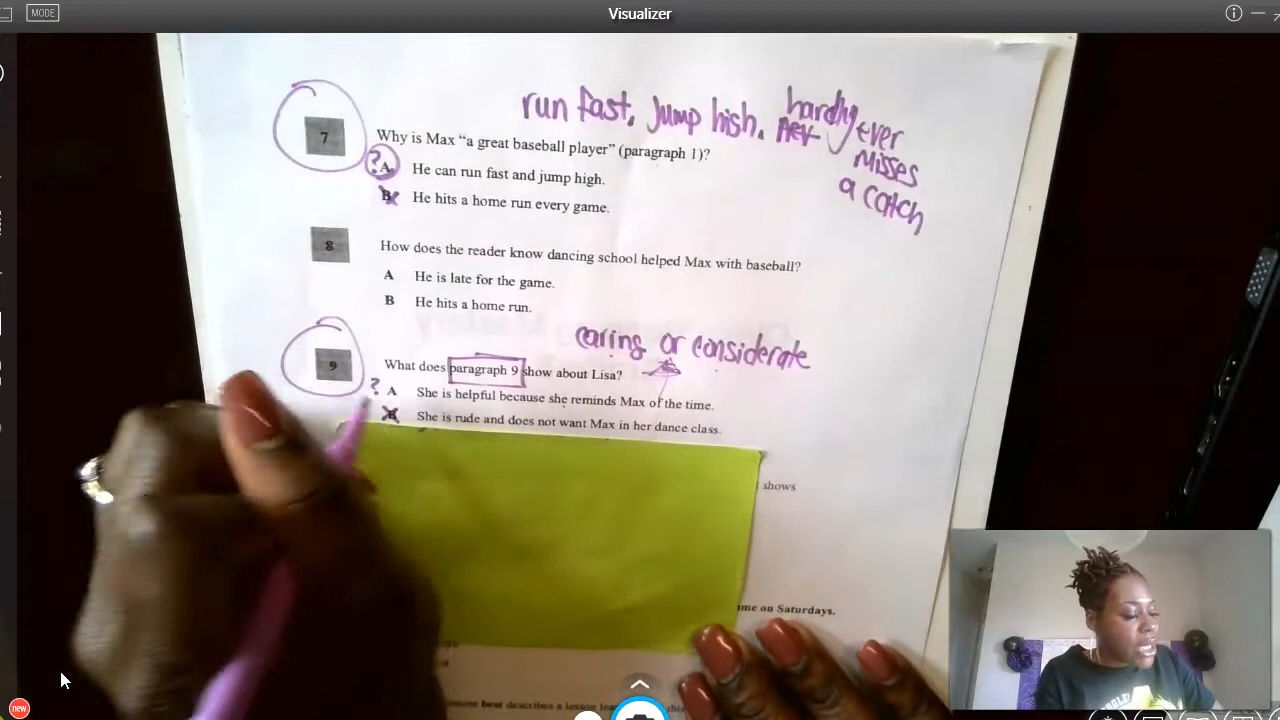 MODE
Visualizer
run fast, jump high. hardly ever
misses
a catch
7
Why is Max “a great baseball player” (paragraph 1)?
? A. He can run fast and jump high.
B He hits a home run every game.
8
How does the reader know dancing school helped Max with baseball?
A He is late for the game.
B He hits a home run.
caring or considerate
9
What does paragraph 9 show about Lisa?
? A She is helpful because she reminds Max of the time.
She is rude and does not want Max in her dance class.
shows
on Saturdays.
best describes a lesson
new